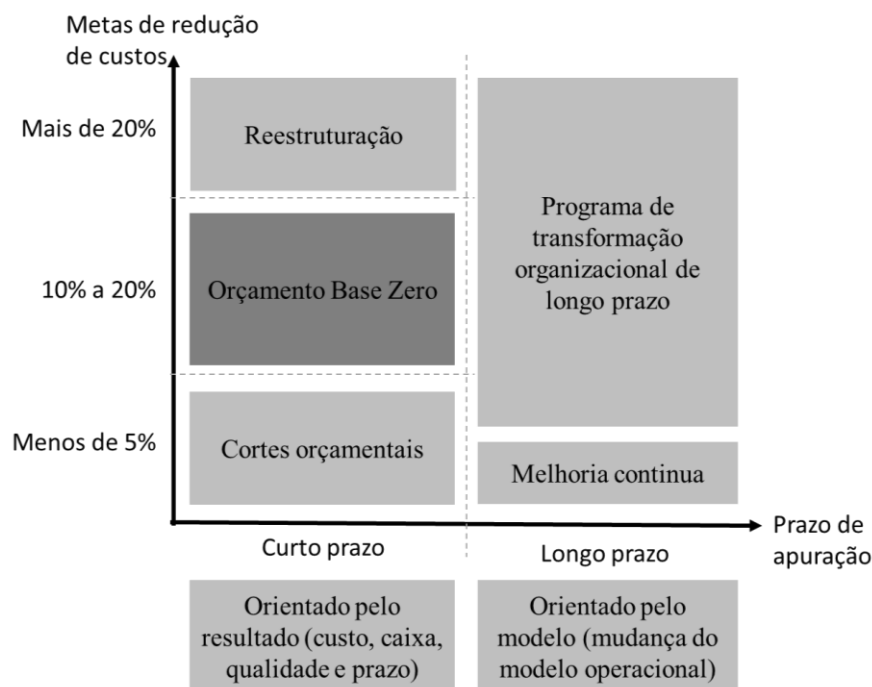 Metas de redução
de custos
Mais de 20%
Reestruturação
Programa de
transformação
organizacional de
longo prazo
10% a 20%
Orçamento Base Zero
Menos de 5%
Cortes orçamentais
Melhoria continua
Prazo de
apuração
Curto prazo
Longo prazo
Orientado pelo
resultado (custo, caixa,
qualidade e prazo)
Orientado pelo
modelo (mudança do
modelo operacional)